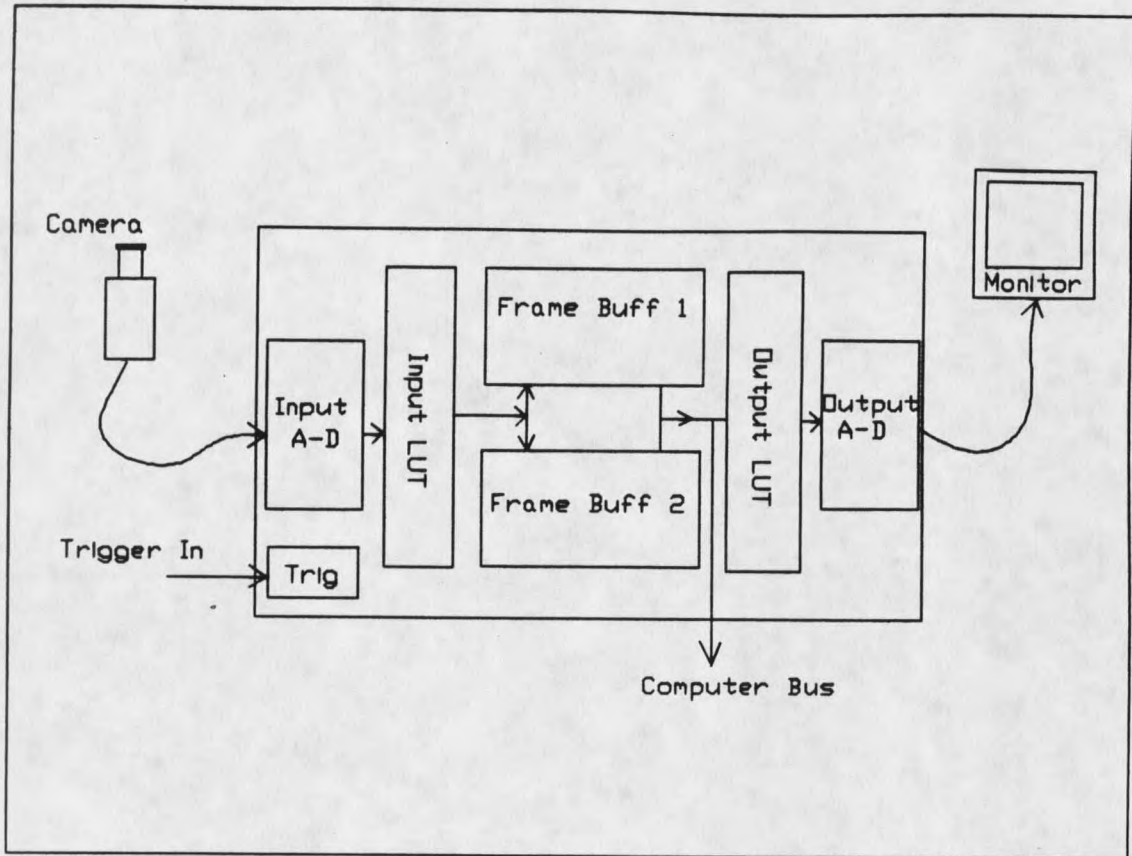 Camera
Monitor
Frame Buff 1
Input
A-D
Input LUT
Output LUT
Output
A-D
Frame Buff 2
Trigger In
Trig
Computer Bus